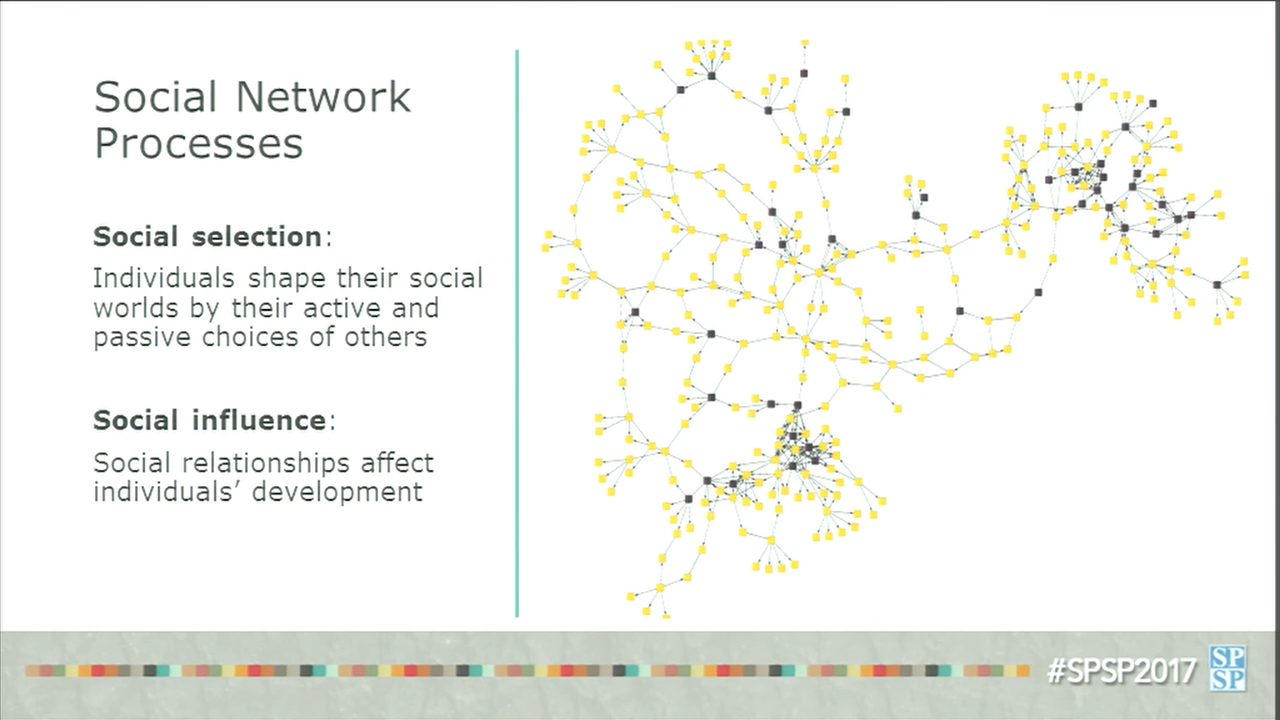 Social Network
Processes
Social selection:
Individuals shape their social
worlds by their active and
passive choices of others
Social influence:
Social relationships affect
individuals’ development
#SPSP2017
SP
SP